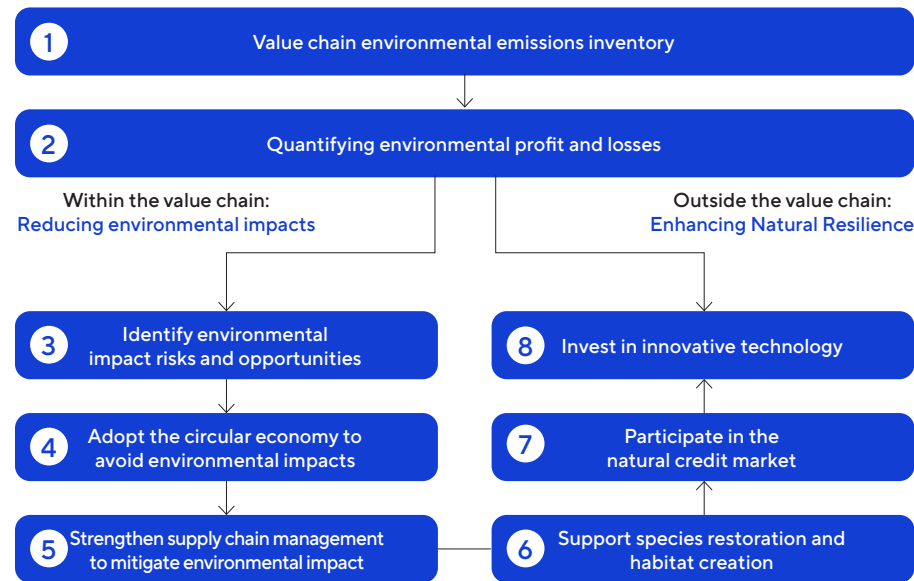 1
Value chain environmental emissions inventory
2
Quantifying environmental profit and losses
Within the value chain:
Reducing environmental impacts
Outside the value chain:
Enhancing Natural Resilience
3
Identify environmental
impact risks and opportunities
4
Adopt the circular economy to
avoid environmental impacts
5
Strengthen supply chain management
to mitigate environmental impact
6
Support species restoration and
habitat creation
7
Participate in the
natural credit market
8
Invest in innovative technology